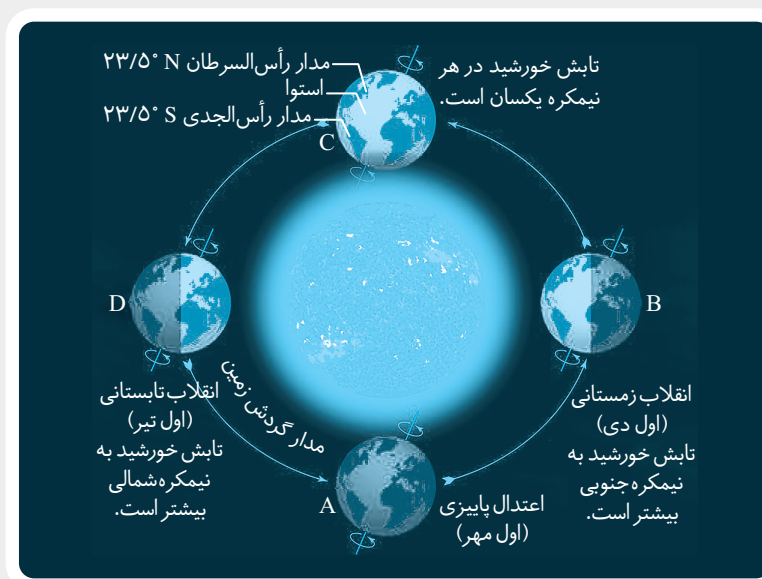 تابش خورشید در هر
نیمکره یکسان است.
مدار رأس‌السرطان ۲۳/۵° N
استوا
مدار رأس‌الجدی ۲۳/۵° S
C
B
D
انقلاب زمستانی
(اول دی)
تابش خورشید به
نیمکره جنوبی
بیشتر است.
مدار گردش زمین
انقلاب تابستانی
(اول تیر)
تابش خورشید به
نیمکره شمالی
بیشتر است.
A
اعتدال پاییزی
(اول مهر)